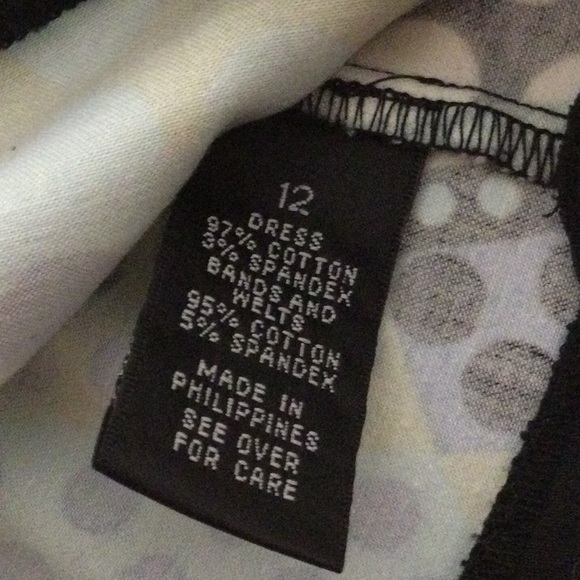 12
DRESS
97% COTTON
3% SPANDEX
BANDS AND
WELTS
95% COTTON
5% SPANDEX
MADE IN
PHILIPPINES
SEE OVER
FOR CARE